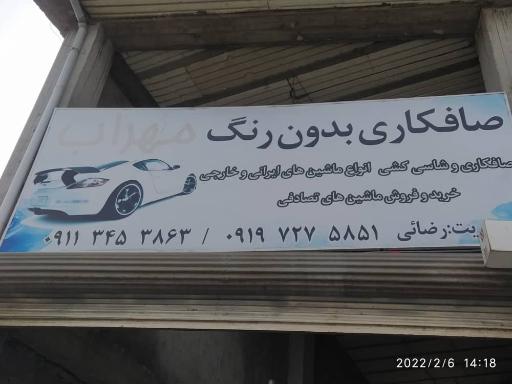 صافکاری بدون رنگ مهراب
صافکاری و شاسی کشی انواع ماشین های ایرانی و خارجی
خرید و فروش ماشین های تصادفی
رضائی ۰۹۱۹ ۷۲۷ ۵۸۵۱ / ۰۹۱۱ ۳۴۵ ۳۸۶۳
2022/2/6 14:18